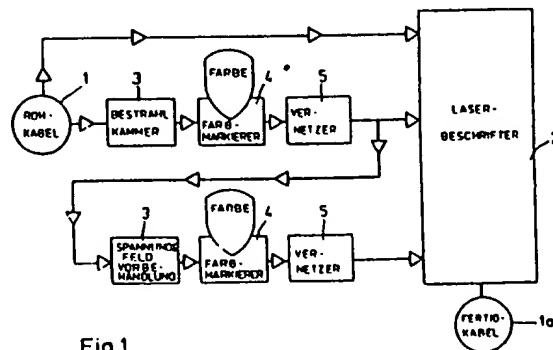 1
ROH-
KABEL
3
BESTRAHL
KAMMER
FARBE
4
FARB-
MARKIERER
5
VER-
NETZER
LASER-
BESCHRIFTER
2
3
SPANNUNGS
FELD
VORBE-
HANDLUNG
FARBE
4
FARB-
MARKIERER
5
VER-
NETZER
FERTIG-
KABEL
1a
Fig.1